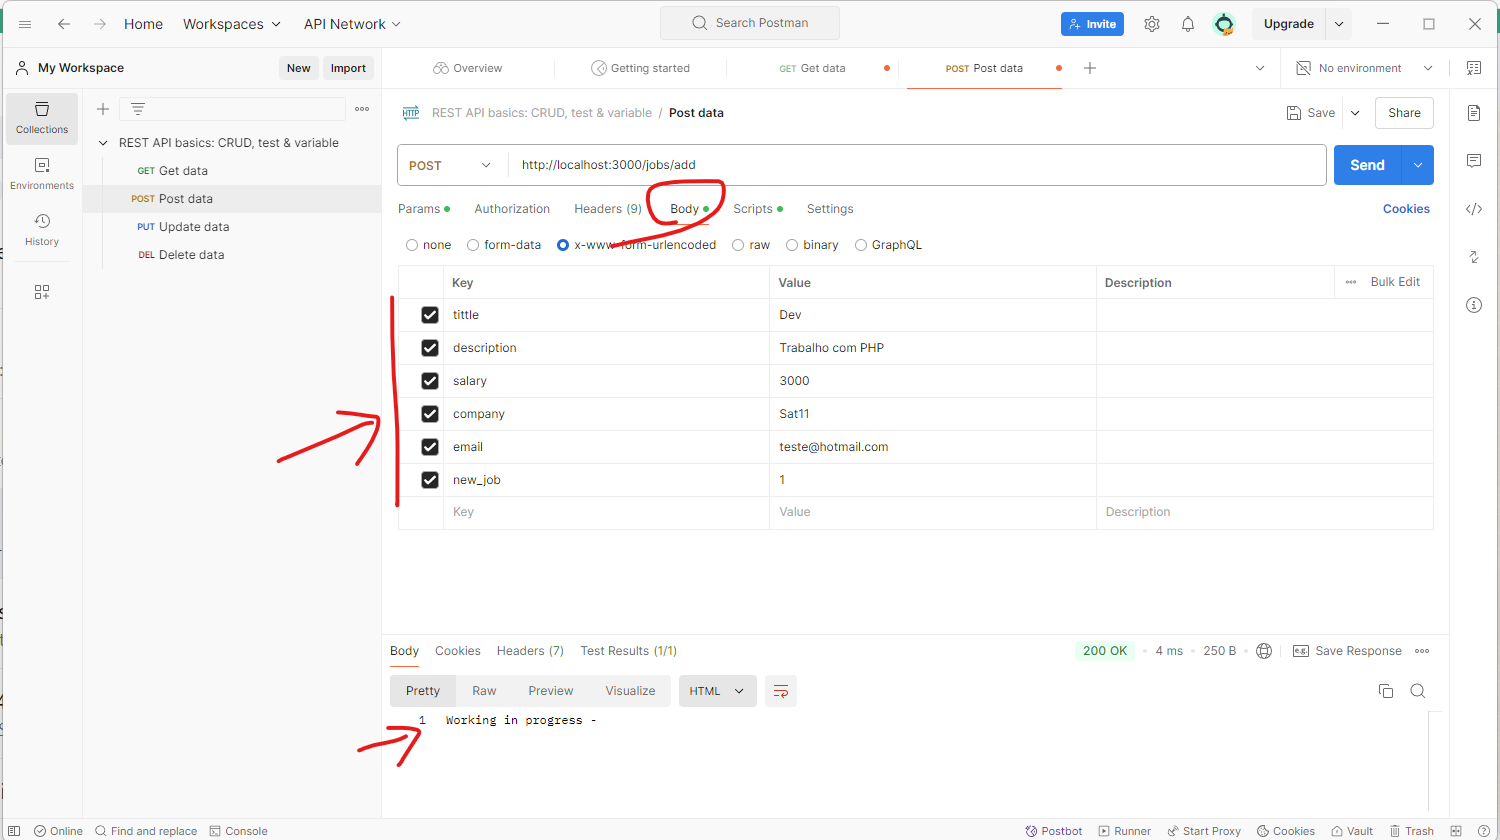 Home Workspaces API Network Search Postman Invite Upgrade
My Workspace New Import Overview Getting started GET Get data POST Post data No environment
Collections
Environments
History
REST API basics: CRUD, test & variable
GET Get data
POST Post data
PUT Update data
DEL Delete data
HTTP REST API basics: CRUD, test & variable / Post data Save Share
POST http://localhost:3000/jobs/add Send
Params Authorization Headers (9) Body Scripts Settings Cookies
none form-data x-www-form-urlencoded raw binary GraphQL
Key Value Description Bulk Edit
tittle Dev
description Trabalho com PHP
salary 3000
company Sat11
email teste@hotmail.com
new_job 1
Key Value Description
Body Cookies Headers (7) Test Results (1/1) 200 OK 4 ms 250 B e.g. Save Response
Pretty Raw Preview Visualize HTML
1 Working in progress -
Online Find and replace Console Postbot Runner Start Proxy Cookies Vault Trash